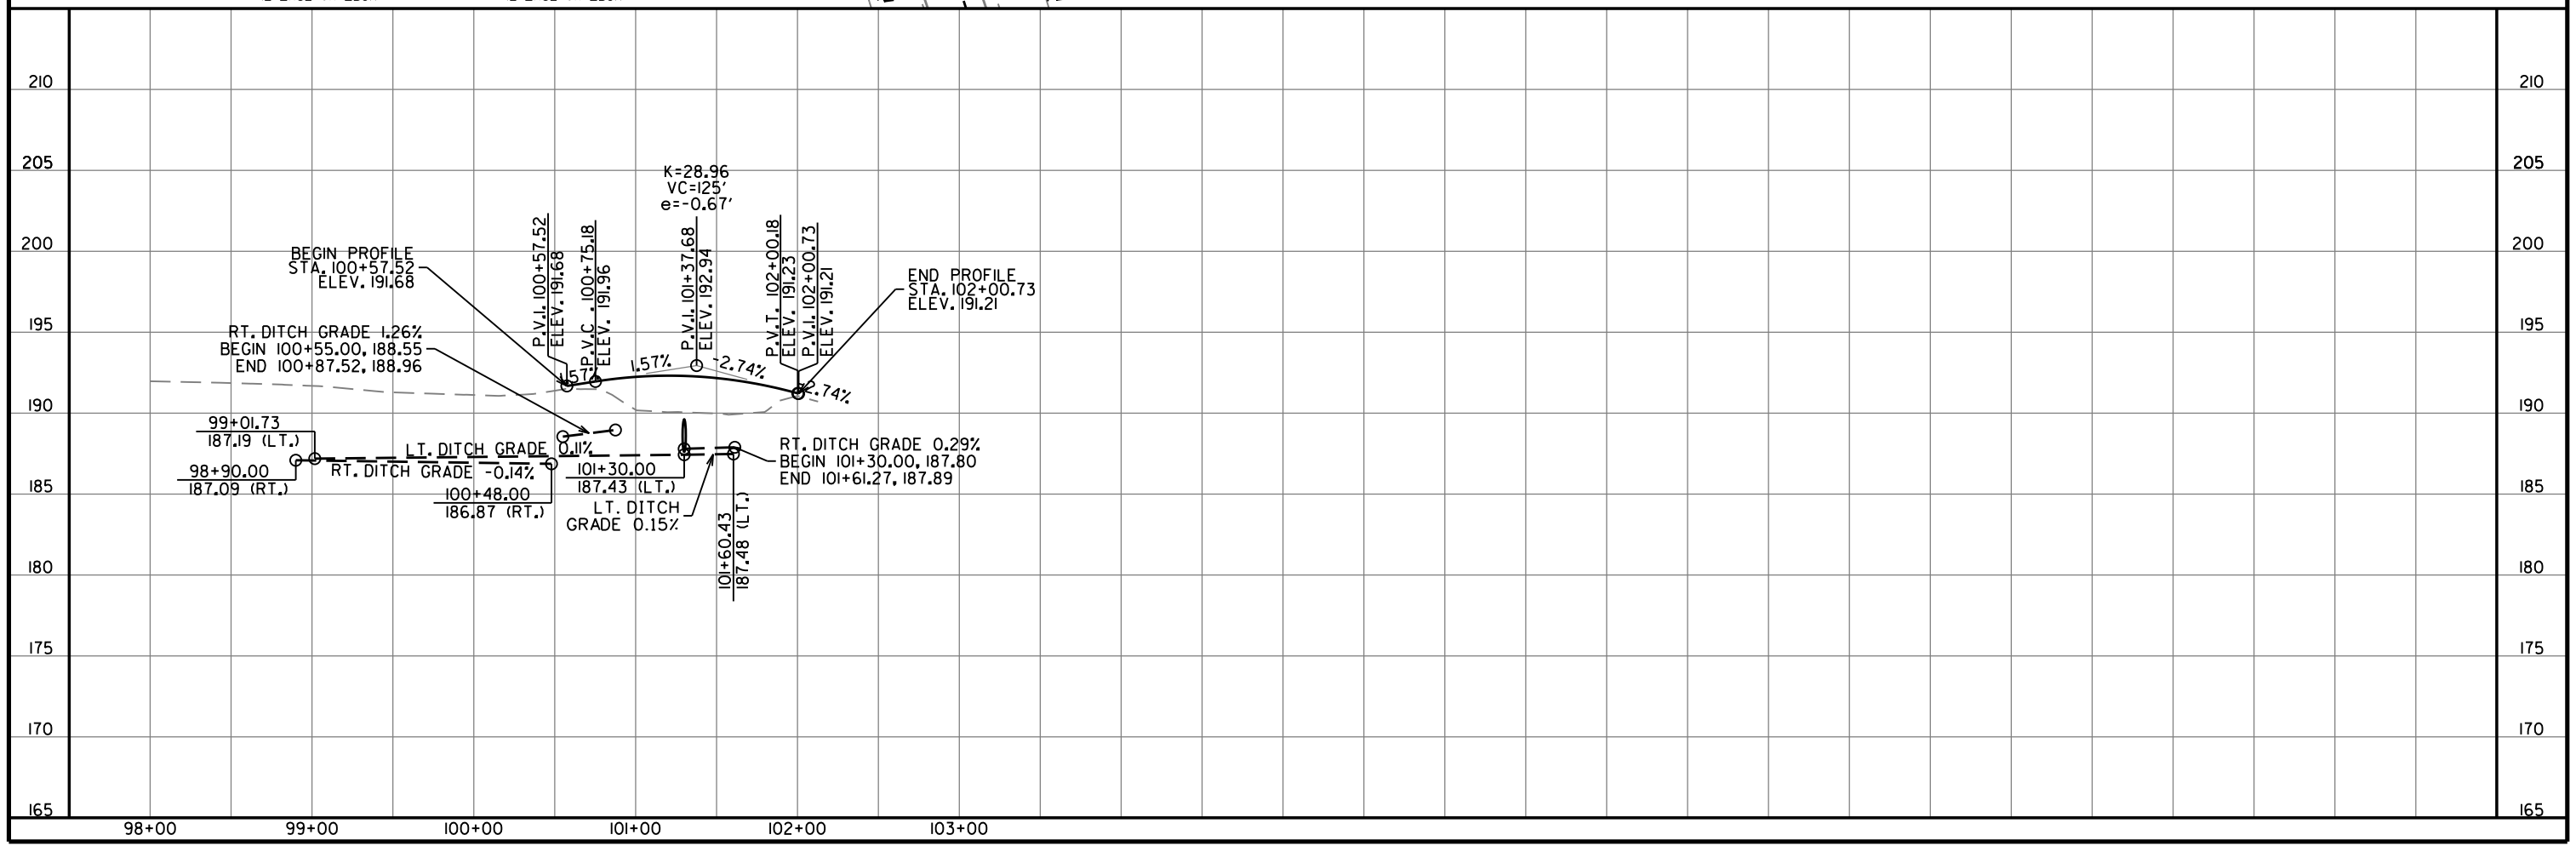 210
205
200
195
190
185
180
175
170
165
K=28.96
VC=125'
e=-0.67'
P.V.I. 100+57.52
ELEV. 191.68
P.V.C. 100+75.18
ELEV. 191.96
P.V.I. 101+37.68
ELEV. 192.94
P.V.T. 102+00.18
ELEV. 191.23
P.V.I. 102+00.73
ELEV. 191.21
BEGIN PROFILE
STA. 100+57.52
ELEV. 191.68
END PROFILE
STA. 102+00.73
ELEV. 191.21
RT. DITCH GRADE 1.26%
BEGIN 100+55.00, 188.55
END 100+87.52, 188.96
1.57%
1.57%
-2.74%
-2.74%
99+01.73
187.19 (LT.)
98+90.00
187.09 (RT.)
LT. DITCH GRADE 0.11%
RT. DITCH GRADE -0.14%
100+48.00
186.87 (RT.)
101+30.00
187.43 (LT.)
LT. DITCH
GRADE 0.15%
101+60.43
187.48 (LT.)
RT. DITCH GRADE 0.29%
BEGIN 101+30.00, 187.80
END 101+61.27, 187.89
210
205
200
195
190
185
180
175
170
165
98+00
99+00
100+00
101+00
102+00
103+00